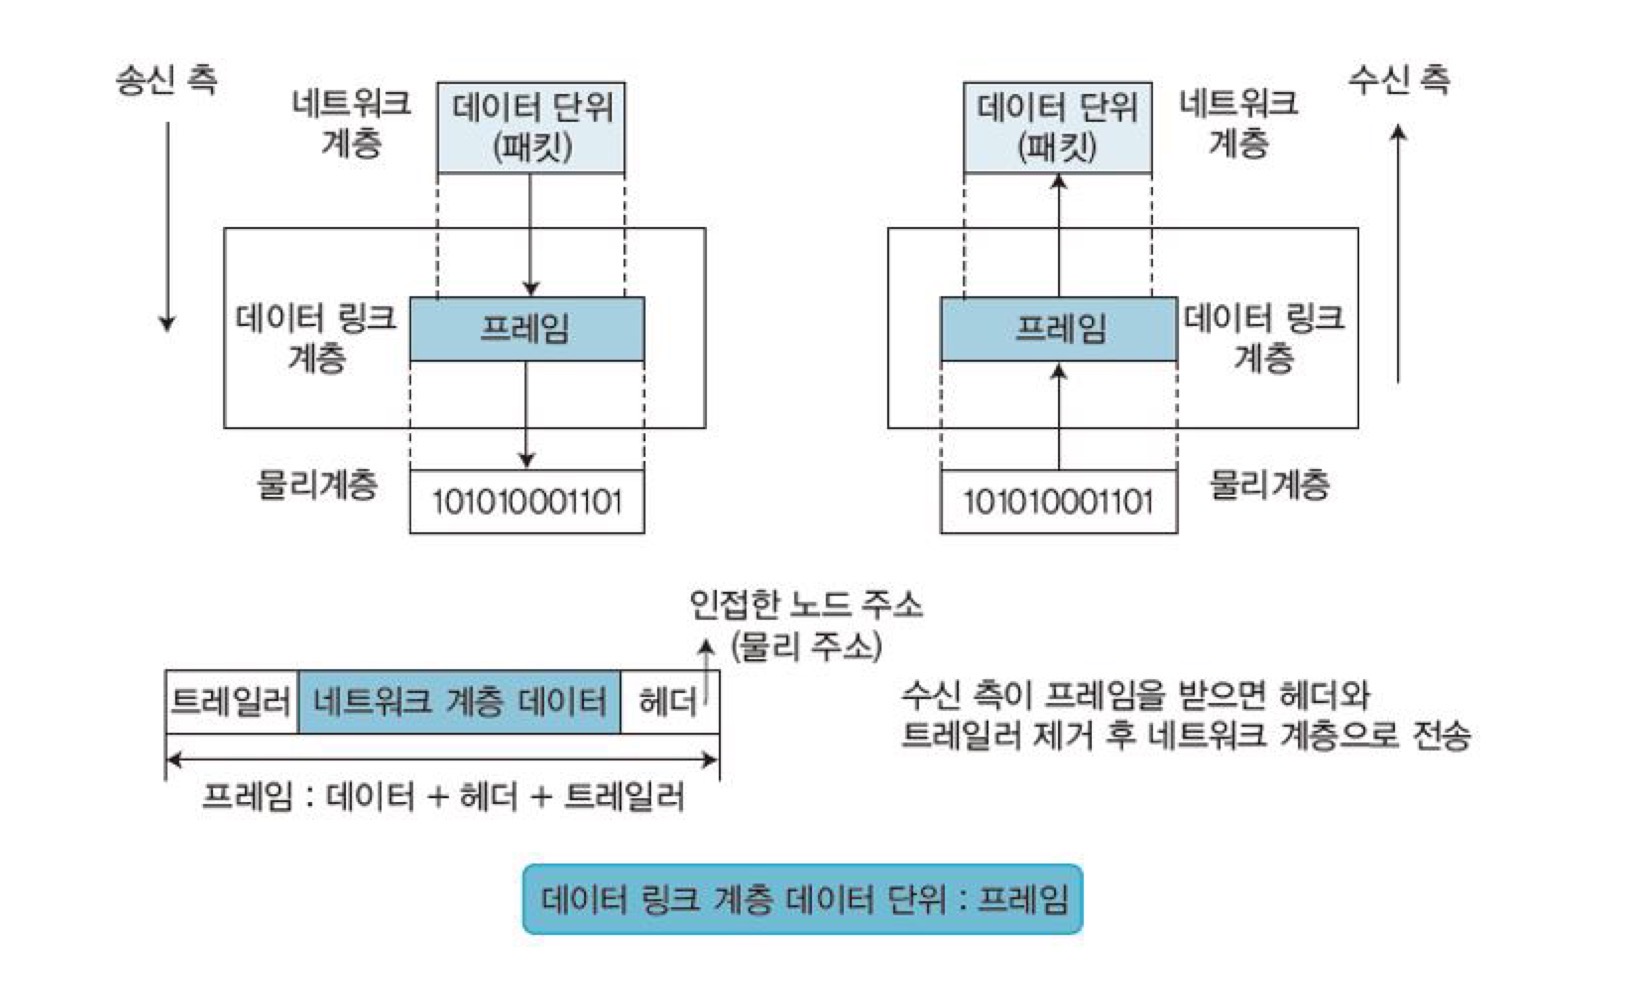 송신 측
네트워크
계층
데이터 단위
(패킷)
데이터 링크
계층
프레임
물리계층
101010001101
데이터 단위
(패킷)
네트워크
계층
수신 측
프레임
데이터 링크
계층
101010001101
물리계층
인접한 노드 주소
(물리 주소)
트레일러 네트워크 계층 데이터 헤더
프레임 : 데이터 + 헤더 + 트레일러
수신 측이 프레임을 받으면 헤더와
트레일러 제거 후 네트워크 계층으로 전송
데이터 링크 계층 데이터 단위 : 프레임